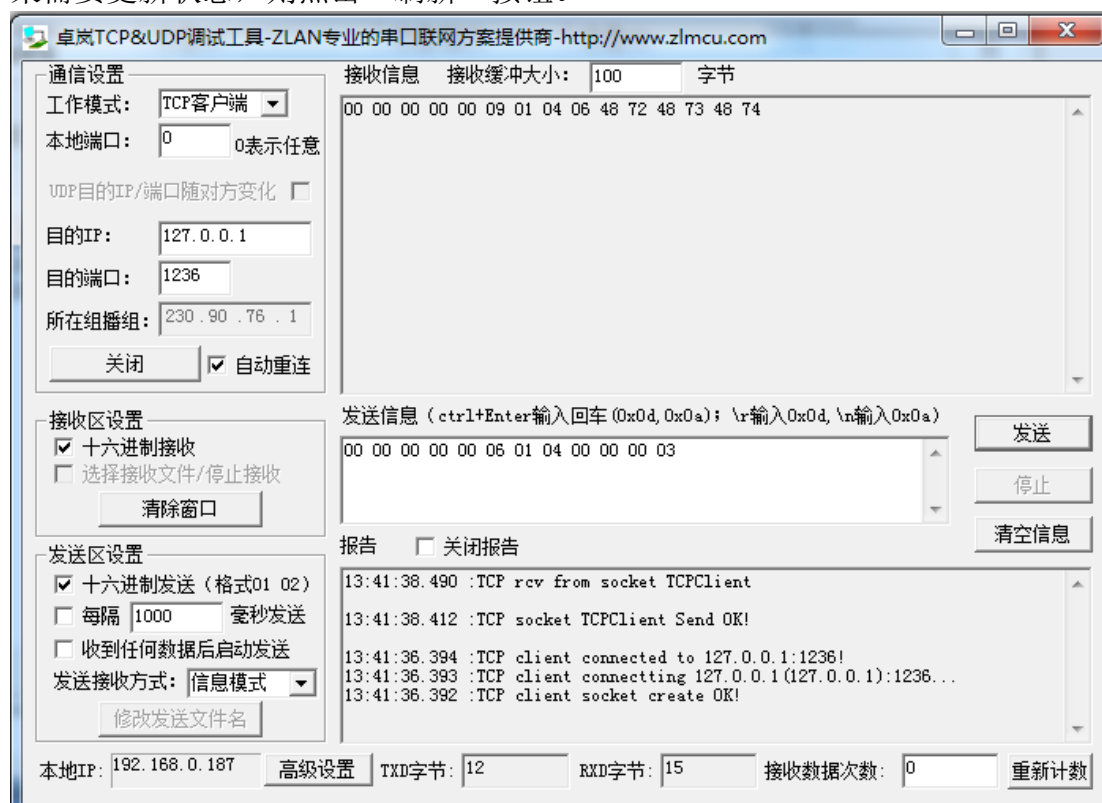 卓岚TCP&UDP调试工具-ZLAN专业的串口联网方案提供商-http://www.zlmcu.com
通信设置
工作模式： TCP客户端
本地端口： 0 0表示任意
UDP目的IP/端口随对方变化
目的IP： 127.0.0.1
目的端口： 1236
所在组播组： 230 .90 .76 . 1
关闭 自动重连
接收信息 接收缓冲大小： 100 字节
00 00 00 00 00 09 01 04 06 48 72 48 73 48 74
接收区设置
十六进制接收
选择接收文件/停止接收
清除窗口
发送信息（ctrl+Enter输入回车(0x0d,0x0a)；\r输入0x0d,\n输入0x0a）
00 00 00 00 00 06 01 04 00 00 00 03
发送
停止
清空信息
发送区设置
十六进制发送（格式01 02）
每隔 1000 毫秒发送
收到任何数据后启动发送
发送接收方式： 信息模式
修改发送文件名
报告 关闭报告
13:41:38.490 :TCP rcv from socket TCPClient
13:41:38.412 :TCP socket TCPClient Send OK!
13:41:36.394 :TCP client connected to 127.0.0.1:1236!
13:41:36.393 :TCP client connectting 127.0.0.1(127.0.0.1):1236...
13:41:36.392 :TCP client socket create OK!
本地IP: 192.168.0.187 高级设置 TXD字节: 12 RXD字节: 15 接收数据次数: 0 重新计数